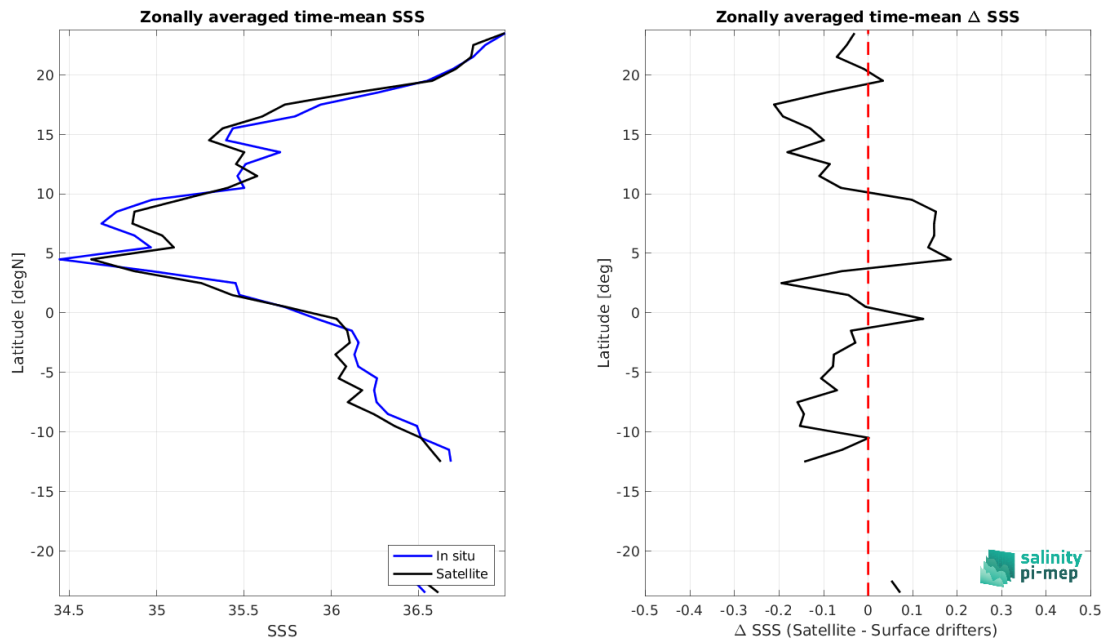 Zonally averaged time-mean SSS
Latitude [degN]
20
15
10
5
0
-5
-10
-15
-20
34.5 35 35.5 36 36.5
SSS
In situ
Satellite
Zonally averaged time-mean Δ SSS
Latitude [deg]
20
15
10
5
0
-5
-10
-15
-20
-0.5 -0.4 -0.3 -0.2 -0.1 0 0.1 0.2 0.3 0.4 0.5
Δ SSS (Satellite - Surface drifters)
salinity
pi-mep